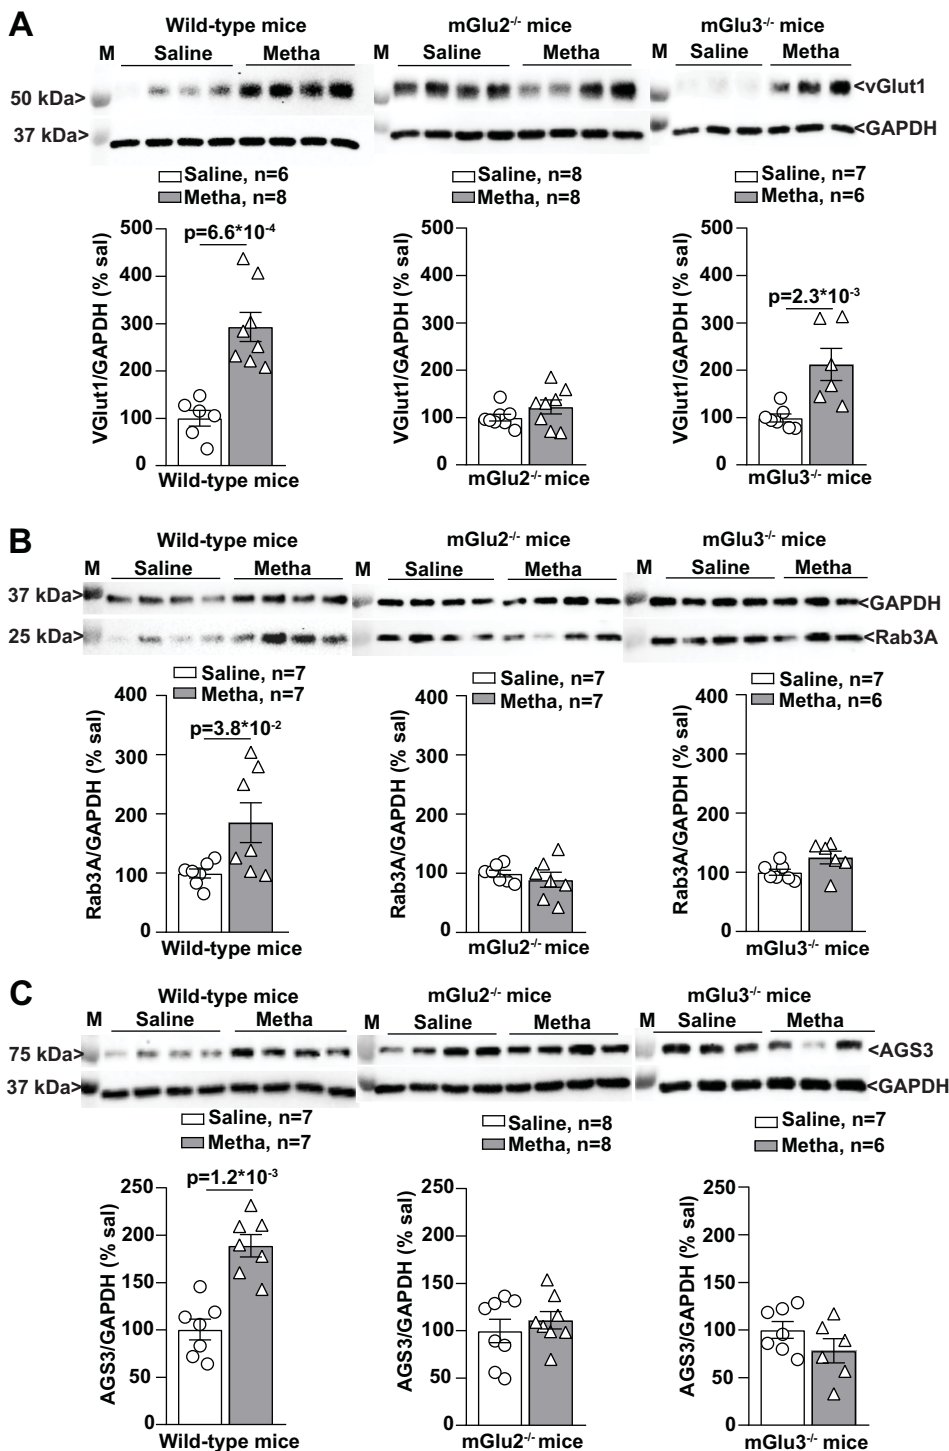 A
Wild-type mice
mGlu2-/- mice
mGlu3-/- mice
M Saline Metha
M Saline Metha
M Saline Metha
50 kDa>
<vGlut1
37 kDa>
<GAPDH
Saline, n=6
Metha, n=8
Saline, n=8
Metha, n=8
Saline, n=7
Metha, n=6
VGlut1/GAPDH (% sal)
500
400
300
200
100
0
p=6.6*10-4
Wild-type mice
VGlut1/GAPDH (% sal)
500
400
300
200
100
0
mGlu2-/- mice
VGlut1/GAPDH (% sal)
500
400
300
200
100
0
p=2.3*10-3
mGlu3-/- mice
B
Wild-type mice
mGlu2-/- mice
mGlu3-/- mice
M Saline Metha
M Saline Metha
M Saline Metha
37 kDa>
<GAPDH
25 kDa>
<Rab3A
Saline, n=7
Metha, n=7
Saline, n=7
Metha, n=7
Saline, n=7
Metha, n=6
Rab3A/GAPDH (% sal)
400
300
200
100
0
p=3.8*10-2
Wild-type mice
Rab3A/GAPDH (% sal)
400
300
200
100
0
mGlu2-/- mice
Rab3A/GAPDH (% sal)
400
300
200
100
0
mGlu3-/- mice
C
Wild-type mice
mGlu2-/- mice
mGlu3-/- mice
M Saline Metha
M Saline Metha
M Saline Metha
75 kDa>
<AGS3
37 kDa>
<GAPDH
Saline, n=7
Metha, n=7
Saline, n=8
Metha, n=8
Saline, n=7
Metha, n=6
AGS3/GAPDH (% sal)
250
200
150
100
50
0
p=1.2*10-3
Wild-type mice
AGS3/GAPDH (% sal)
250
200
150
100
50
0
mGlu2-/- mice
AGS3/GAPDH (% sal)
250
200
150
100
50
0
mGlu3-/- mice